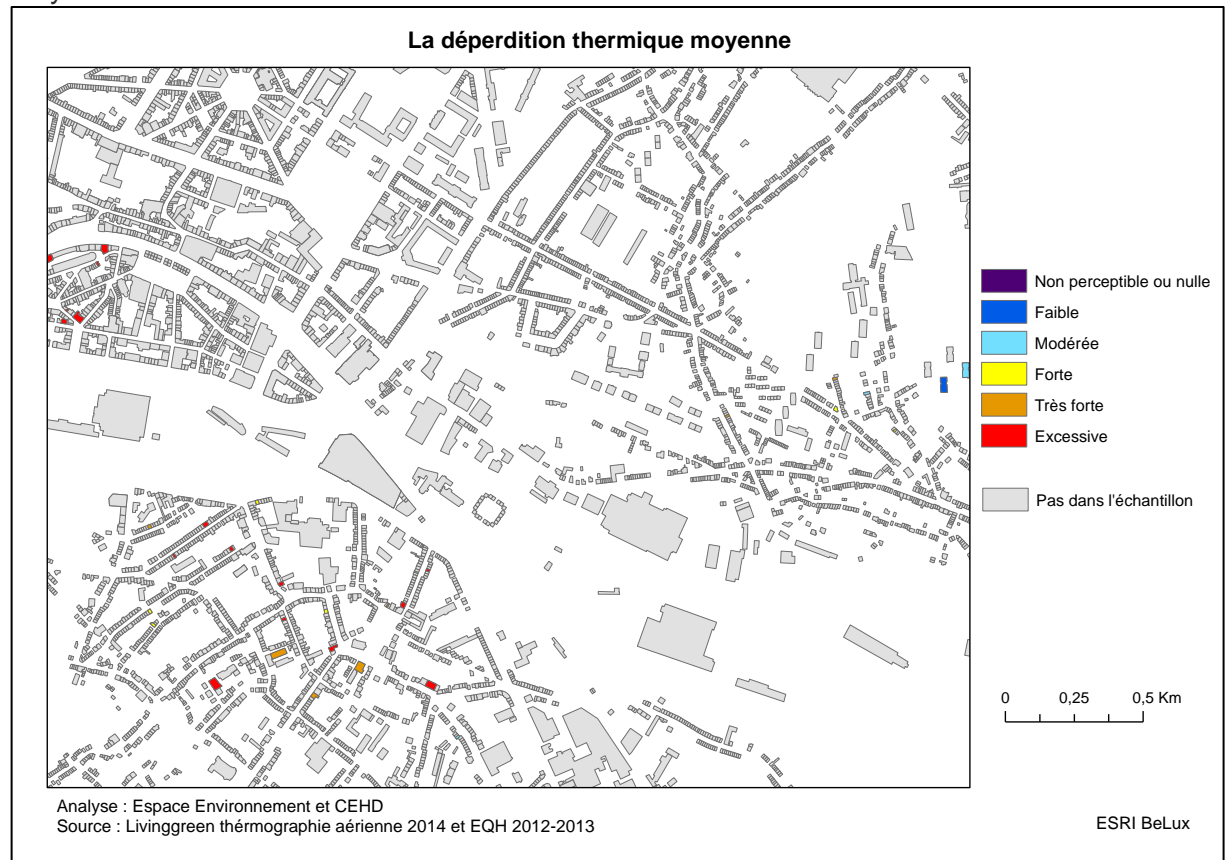 La déperdition thermique moyenne
Non perceptible ou nulle
Faible
Modérée
Forte
Très forte
Excessive
Pas dans l'échantillon
0 0,25 0,5 Km
Analyse : Espace Environnement et CEHD
Source : Livinggreen thérmographie aérienne 2014 et EQH 2012-2013
ESRI BeLux